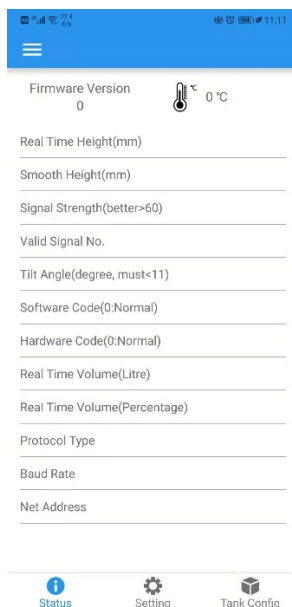 22.4
K/s
11:11
Firmware Version
0
°C
0 °C
Real Time Height(mm)
Smooth Height(mm)
Signal Strength(better>60)
Valid Signal No.
Tilt Angle(degree, must<11)
Software Code(0:Normal)
Hardware Code(0:Normal)
Real Time Volume(Litre)
Real Time Volume(Percentage)
Protocol Type
Baud Rate
Net Address
Status
Setting
Tank Config